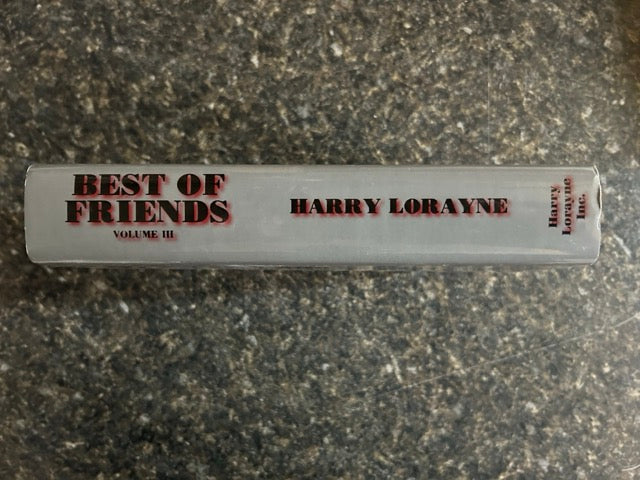 BEST OF
FRIENDS
VOLUME III
HARRY LORAYNE
Harry
Lorayne
Inc.